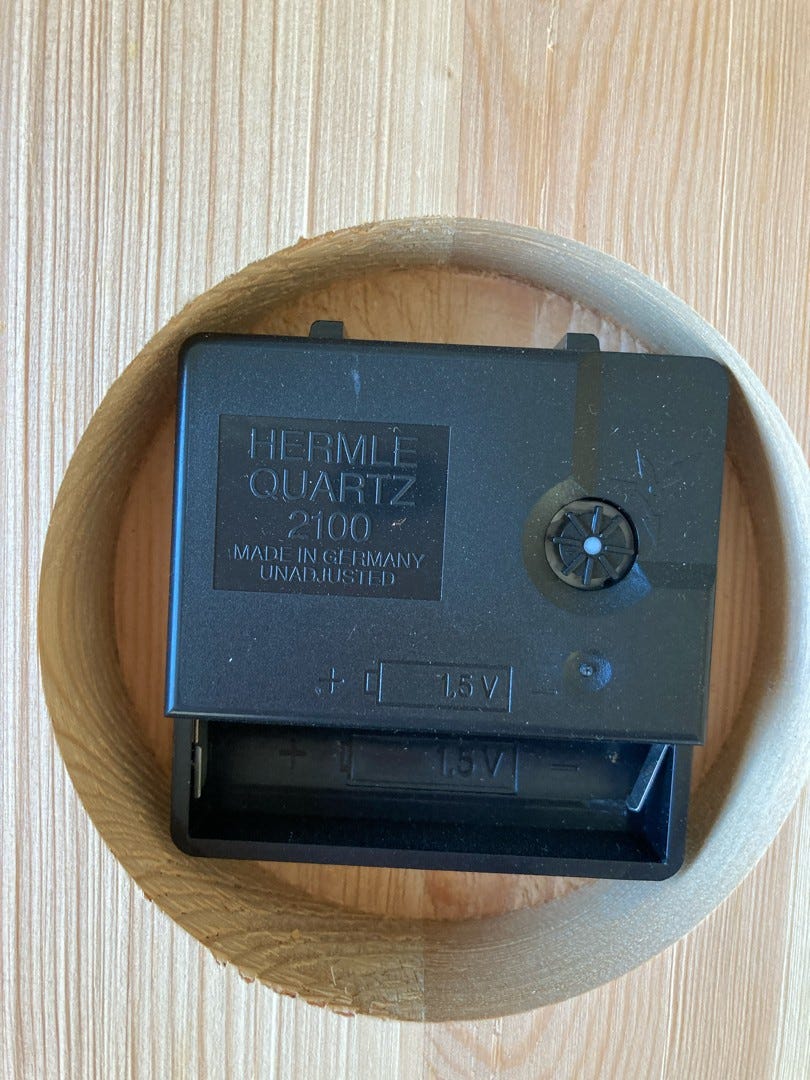 HERMLE
QUARTZ
2100
MADE IN GERMANY
UNADJUSTED
+ 1,5 V −
+ 1,5 V −